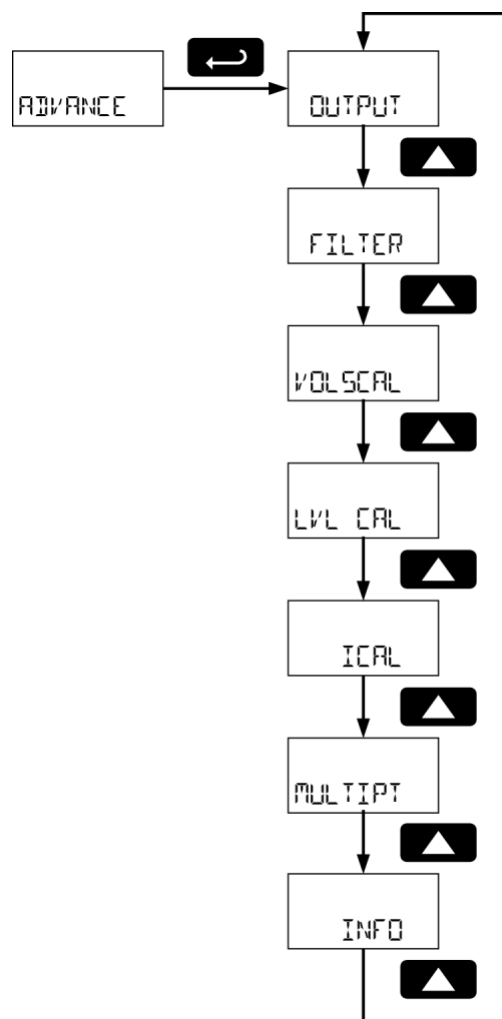 ADVANCE
OUTPUT
FILTER
VOLSCAL
LVL CAL
ICAL
MULTIPT
INFO